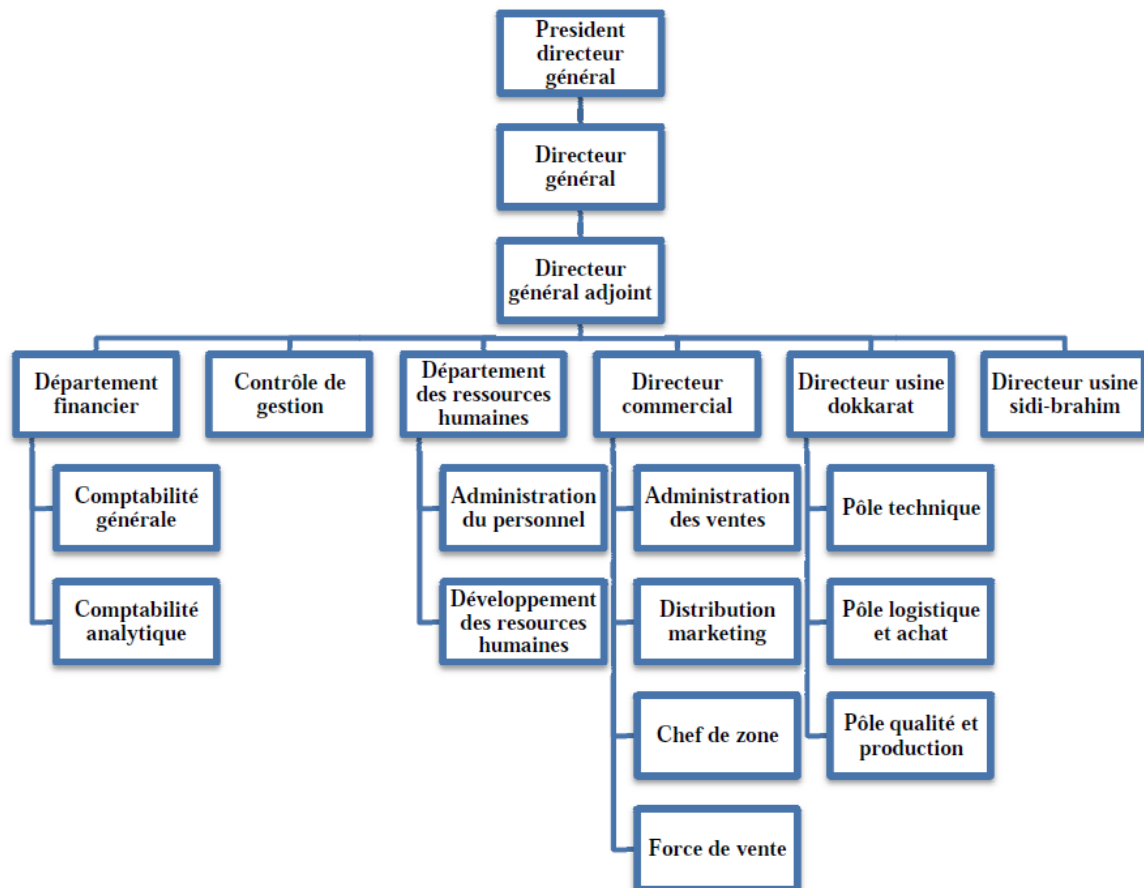 President
directeur
général
Directeur
général
Directeur
général adjoint
Département
financier
Contrôle de
gestion
Département
des ressources
humaines
Directeur
commercial
Directeur usine
dokkarat
Directeur usine
sidi-brahim
Comptabilité
générale
Administration
du personnel
Administration
des ventes
Pôle technique
Comptabilité
analytique
Développement
des resources
humaines
Distribution
marketing
Pôle logistique
et achat
Chef de zone
Pôle qualité et
production
Force de vente